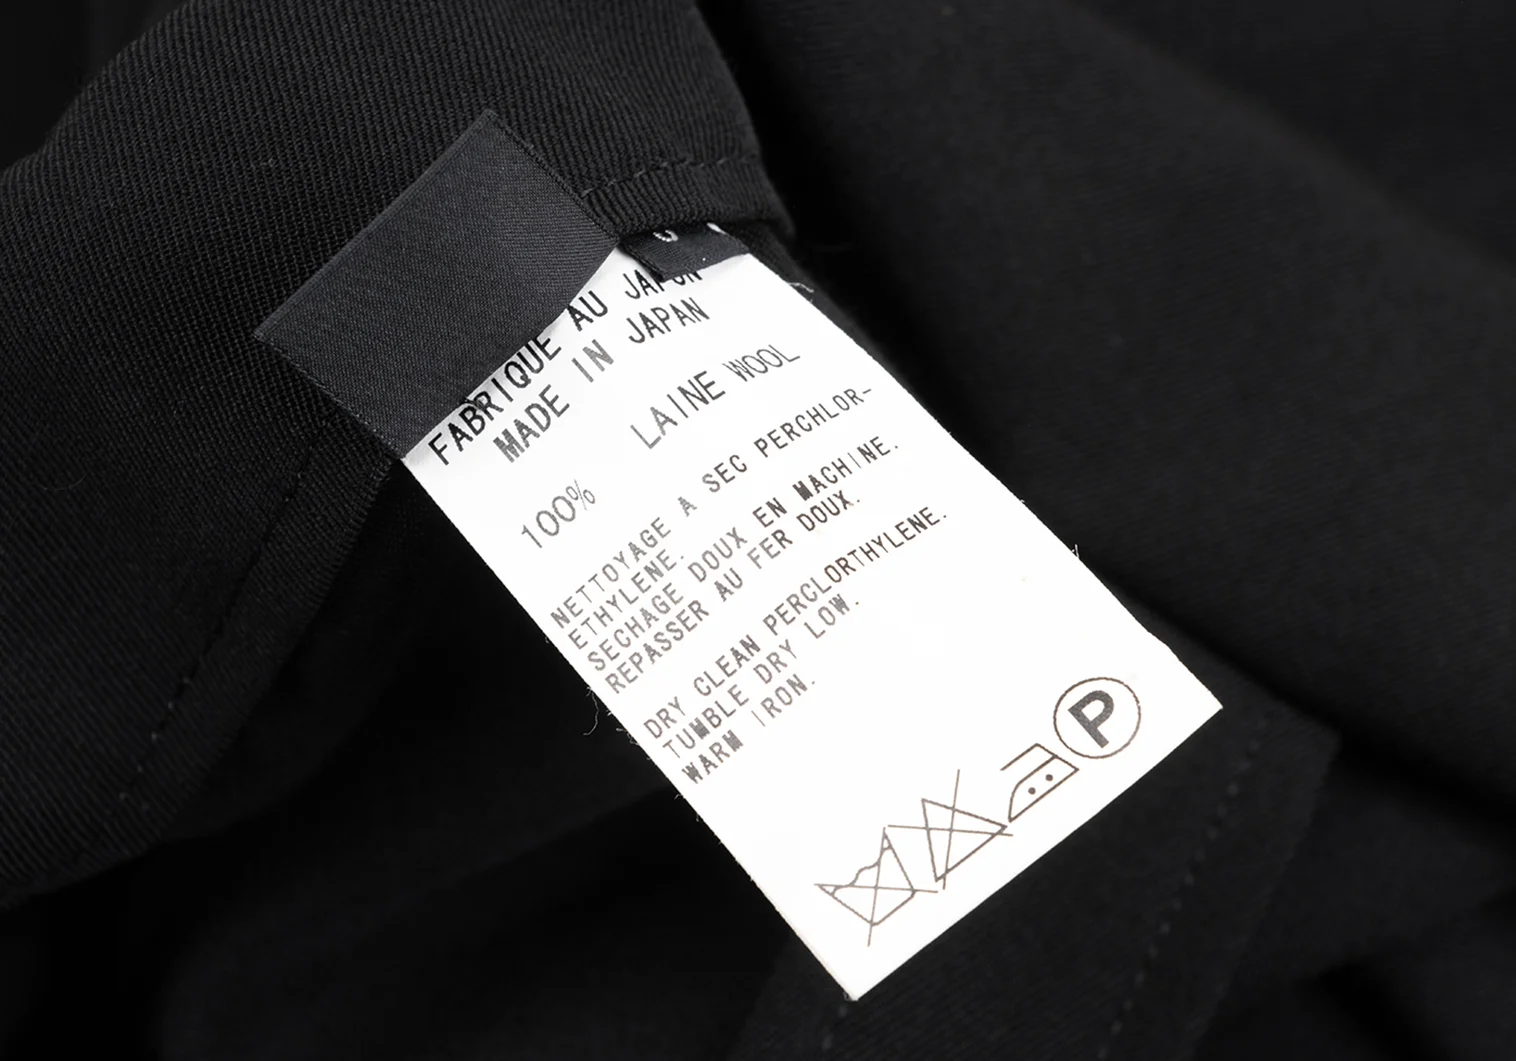 FABRIQUE AU JAPON
MADE IN JAPAN
100% LAINE WOOL
NETTOYAGE A SEC PERCHLOR-
ETHYLENE.
SECHAGE DOUX EN MACHINE.
REPASSER AU FER DOUX.
DRY CLEAN PERCLORTHYLENE.
TUMBLE DRY LOW.
WARM IRON.
P